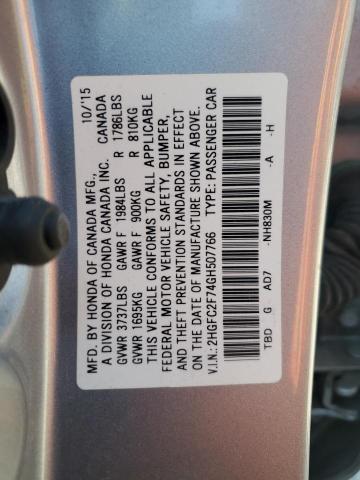 MFD. BY HONDA OF CANADA MFG., 10/'15
A DIVISION OF HONDA CANADA INC. CANADA
GVWR 3737LBS GAWR F 1984LBS R 1786LBS
GVWR 1695KG GAWR F 900KG R 810KG
THIS VEHICLE CONFORMS TO ALL APPLICABLE
FEDERAL MOTOR VEHICLE SAFETY, BUMPER,
AND THEFT PREVENTION STANDARDS IN EFFECT
ON THE DATE OF MANUFACTURE SHOWN ABOVE.
V.I.N.: 2HGFC2F74GH507766 TYPE: PASSENGER CAR
TBD G AD7 -NH830M -A -H